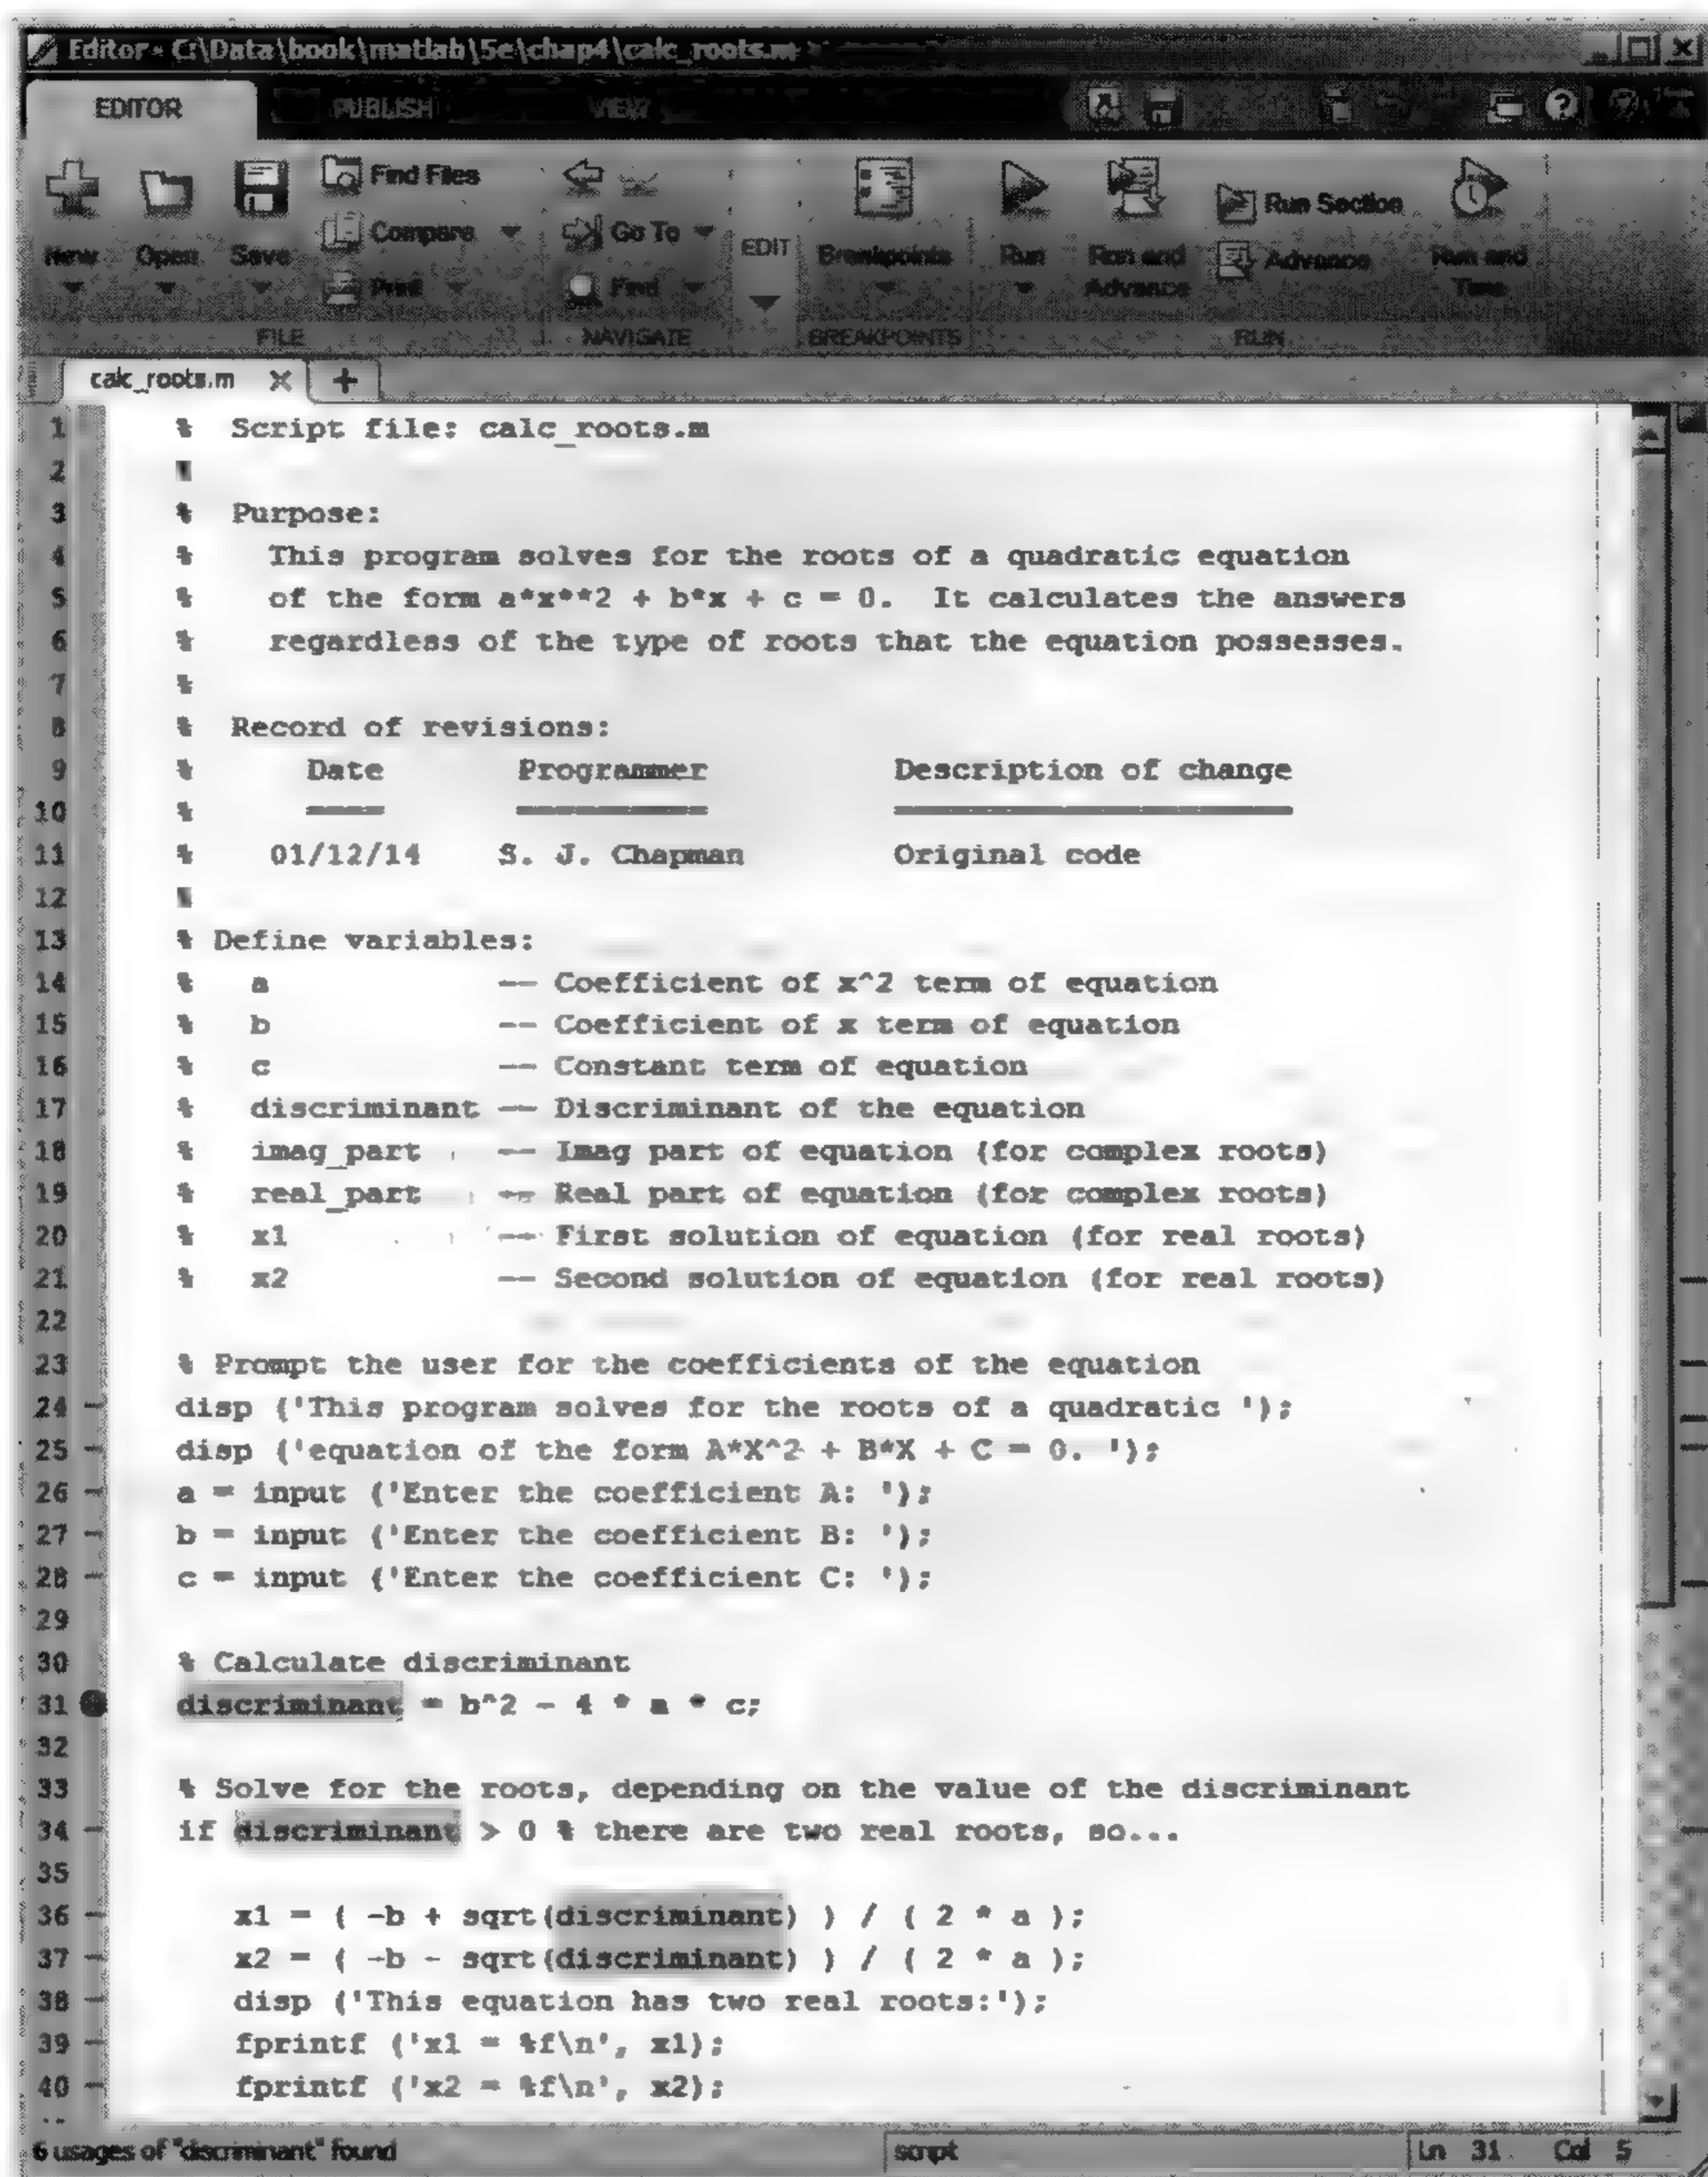 Editor - C:\Data\book\matlab\5e\chap4\calc_roots.m
EDITOR PUBLISH VIEW
Find Files
Compare Go To Run Section
New Open Save EDIT Breakpoints Run Run and Advance Run and
Print Find Advance Time
FILE NAVIGATE BREAKPOINTS RUN
calc_roots.m
1 % Script file: calc_roots.m
2 %
3 % Purpose:
4 % This program solves for the roots of a quadratic equation
5 % of the form a*x**2 + b*x + c = 0. It calculates the answers
6 % regardless of the type of roots that the equation possesses.
7 %
8 % Record of revisions:
9 % Date Programmer Description of change
10 % ==== ========== =====================
11 % 01/12/14 S. J. Chapman Original code
12 %
13 % Define variables:
14 % a -- Coefficient of x^2 term of equation
15 % b -- Coefficient of x term of equation
16 % c -- Constant term of equation
17 % discriminant -- Discriminant of the equation
18 % imag_part -- Imag part of equation (for complex roots)
19 % real_part -- Real part of equation (for complex roots)
20 % x1 -- First solution of equation (for real roots)
21 % x2 -- Second solution of equation (for real roots)
22
23 % Prompt the user for the coefficients of the equation
24 - disp ('This program solves for the roots of a quadratic ');
25 - disp ('equation of the form A*X^2 + B*X + C = 0. ');
26 - a = input ('Enter the coefficient A: ');
27 - b = input ('Enter the coefficient B: ');
28 - c = input ('Enter the coefficient C: ');
29
30 % Calculate discriminant
31 discriminant = b^2 - 4 * a * c;
32
33 % Solve for the roots, depending on the value of the discriminant
34 - if discriminant > 0 % there are two real roots, so...
35
36 - x1 = ( -b + sqrt(discriminant) ) / ( 2 * a );
37 - x2 = ( -b - sqrt(discriminant) ) / ( 2 * a );
38 - disp ('This equation has two real roots:');
39 - fprintf ('x1 = %f\n', x1);
40 - fprintf ('x2 = %f\n', x2);
6 usages of "discriminant" found script Ln 31 Col 5